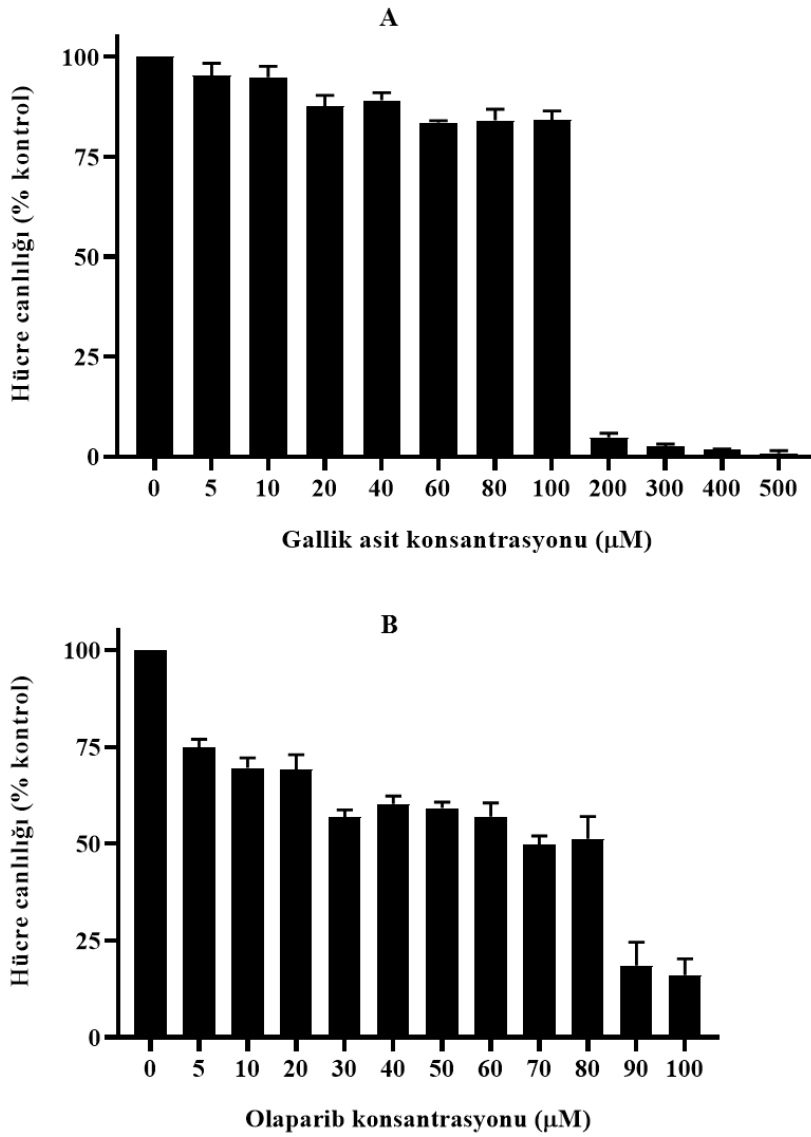 A
Hücre canlılığı (% kontrol)
100
75
50
25
0
0 5 10 20 40 60 80 100 200 300 400 500
Gallik asit konsantrasyonu (μM)
B
Hücre canlılığı (% kontrol)
100
75
50
25
0
0 5 10 20 30 40 50 60 70 80 90 100
Olaparib konsantrasyonu (μM)